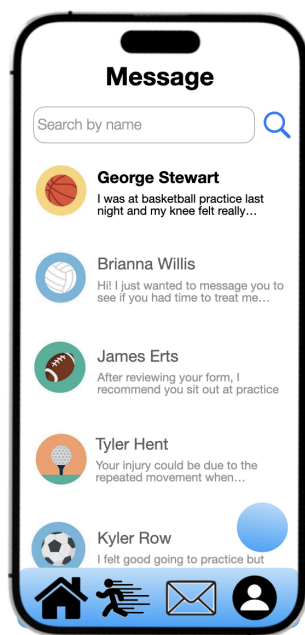 Message
Search by name
George Stewart
I was at basketball practice last
night and my knee felt really…
Brianna Willis
Hi! I just wanted to message you to
see if you had time to treat me…
James Erts
After reviewing your form, I
recommend you sit out at practice
Tyler Hent
Your injury could be due to the
repeated movement when…
Kyler Row
I felt good going to practice but